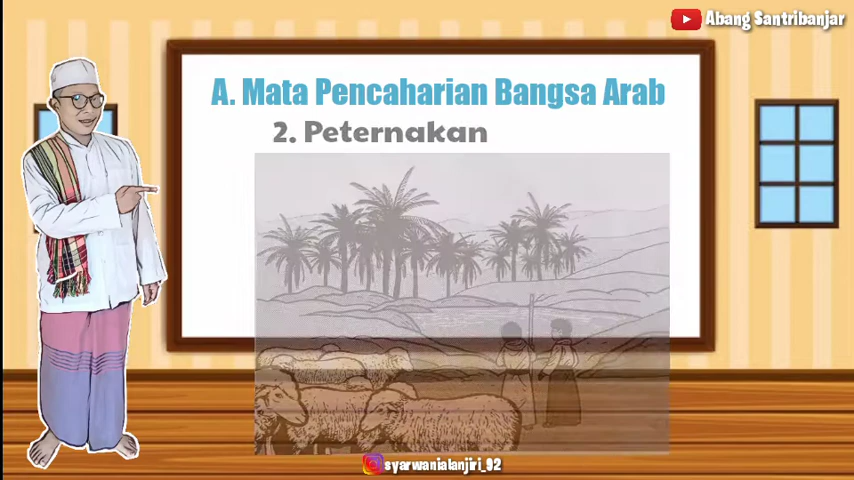 Abang Santribanjar
A. Mata Pencaharian Bangsa Arab
2. Peternakan
syarwanialanjiri_92